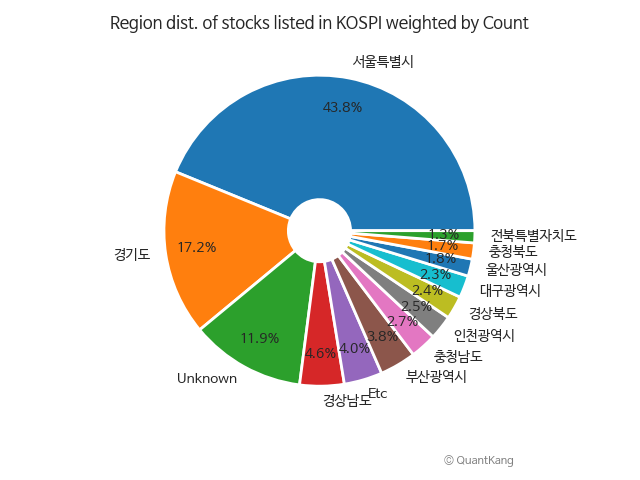 Region dist. of stocks listed in KOSPI weighted by Count
서울특별시
43.8%
경기도
17.2%
Unknown
11.9%
경상남도
4.6%
Etc
4.0%
부산광역시
3.8%
충청남도
2.7%
인천광역시
2.5%
경상북도
2.4%
대구광역시
2.3%
울산광역시
1.8%
충청북도
1.7%
전북특별자치도
1.3%
© QuantKang